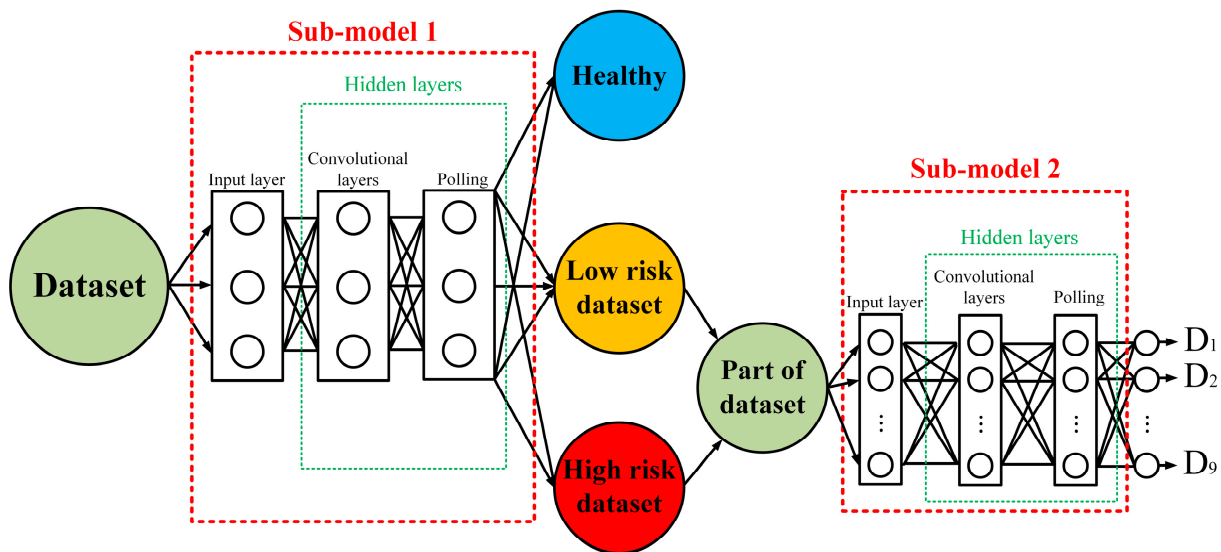 Sub-model 1
Hidden layers
Input layer
Convolutional
layers
Polling
Dataset
Healthy
Low risk
dataset
High risk
dataset
Part of
dataset
Sub-model 2
Hidden layers
Input layer
Convolutional
layers
Polling
...
...
...
...
D1
D2
...
D9